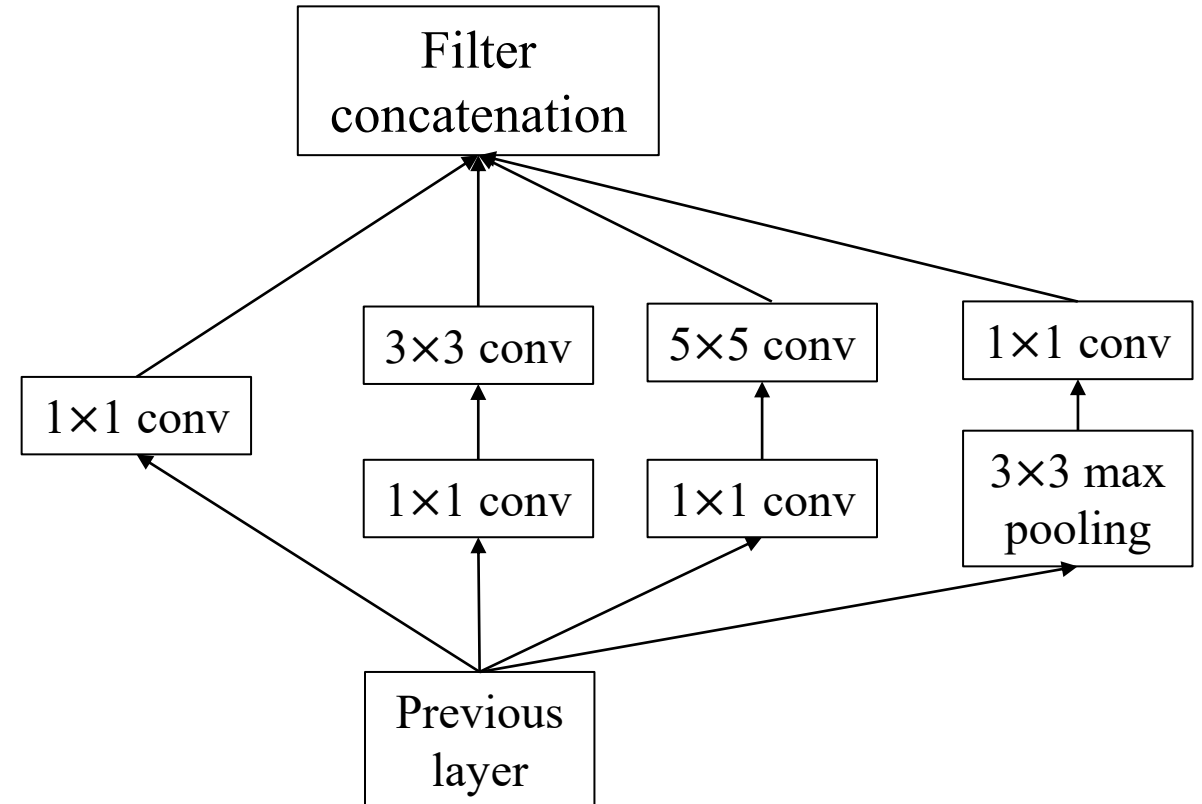 Filter
concatenation
3×3 conv
5×5 conv
1×1 conv
1×1 conv
1×1 conv
1×1 conv
3×3 max
pooling
Previous
layer